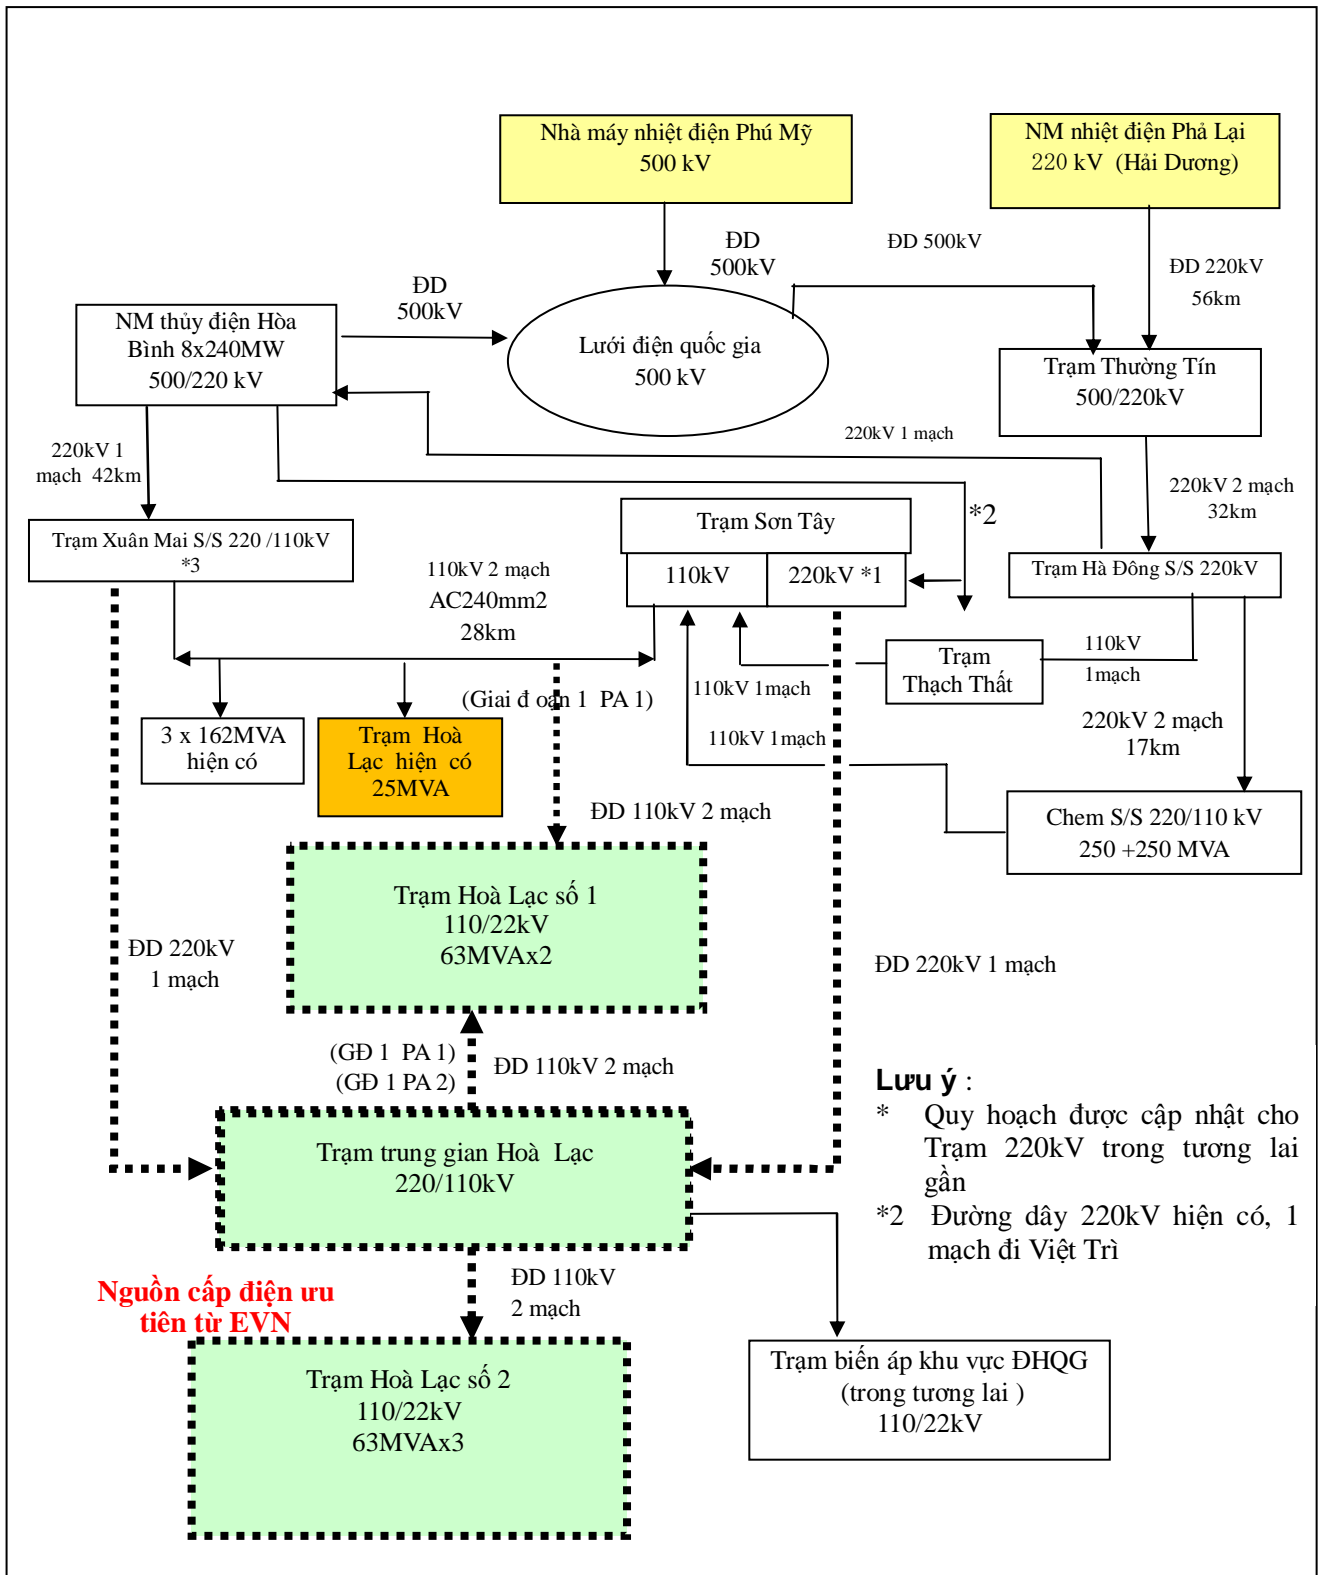 Nhà máy nhiệt điện Phú Mỹ
500 kV
NM nhiệt điện Phả Lại
220 kV (Hải Dương)
ĐD
500kV
ĐD 500kV
ĐD 220kV
56km
ĐD
500kV
NM thủy điện Hòa
Bình 8x240MW
500/220 kV
Lưới điện quốc gia
500 kV
Trạm Thường Tín
500/220kV
220kV 1
mạch 42km
220kV 1 mạch
220kV 2 mạch
32km
Trạm Xuân Mai S/S 220 /110kV
*3
110kV 2 mạch
AC240mm2
28km
Trạm Sơn Tây
110kV
220kV *1
*2
Trạm Hà Đông S/S 220kV
Trạm
Thạch Thất
110kV
1mạch
110kV 1mạch
110kV 1mạch
220kV 2 mạch
17km
(Giai đ oạn 1 PA 1)
3 x 162MVA
hiện có
Trạm Hoà
Lạc hiện có
25MVA
ĐD 110kV 2 mạch
Chem S/S 220/110 kV
250 +250 MVA
Trạm Hoà Lạc số 1
110/22kV
63MVAx2
ĐD 220kV
1 mạch
ĐD 220kV 1 mạch
(GĐ 1 PA 1)
(GĐ 1 PA 2)
ĐD 110kV 2 mạch
Lưu ý :
* Quy hoạch được cập nhật cho
Trạm 220kV trong tương lai
gần
*2 Đường dây 220kV hiện có, 1
mạch đi Việt Trì
Trạm trung gian Hoà Lạc
220/110kV
ĐD 110kV
2 mạch
Nguồn cấp điện ưu
tiên từ EVN
Trạm Hoà Lạc số 2
110/22kV
63MVAx3
Trạm biến áp khu vực ĐHQG
(trong tương lai )
110/22kV